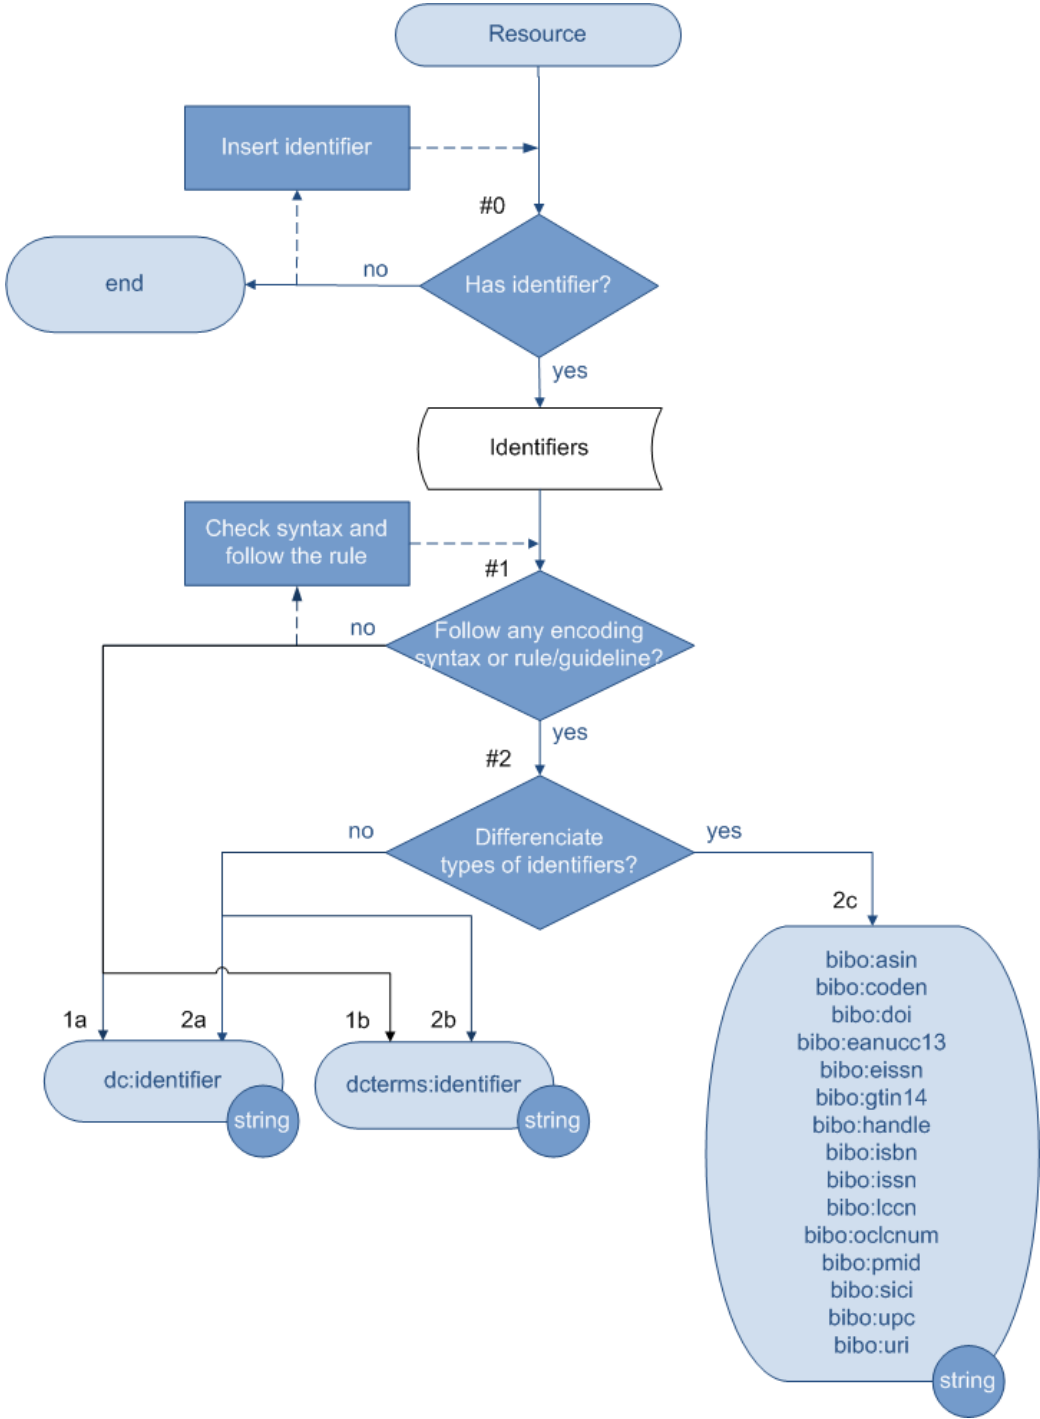 Resource
Insert identifier
#0
Has identifier?
no
end
yes
Identifiers
Check syntax and
follow the rule
#1
no
Follow any encoding
syntax or rule/guideline?
yes
#2
no
Differenciate
types of identifiers?
yes
2c
1a
2a
1b
2b
dc:identifier
string
dcterms:identifier
string
bibo:asin
bibo:coden
bibo:doi
bibo:eanucc13
bibo:eissn
bibo:gtin14
bibo:handle
bibo:isbn
bibo:issn
bibo:lccn
bibo:oclcnum
bibo:pmid
bibo:sici
bibo:upc
bibo:uri
string